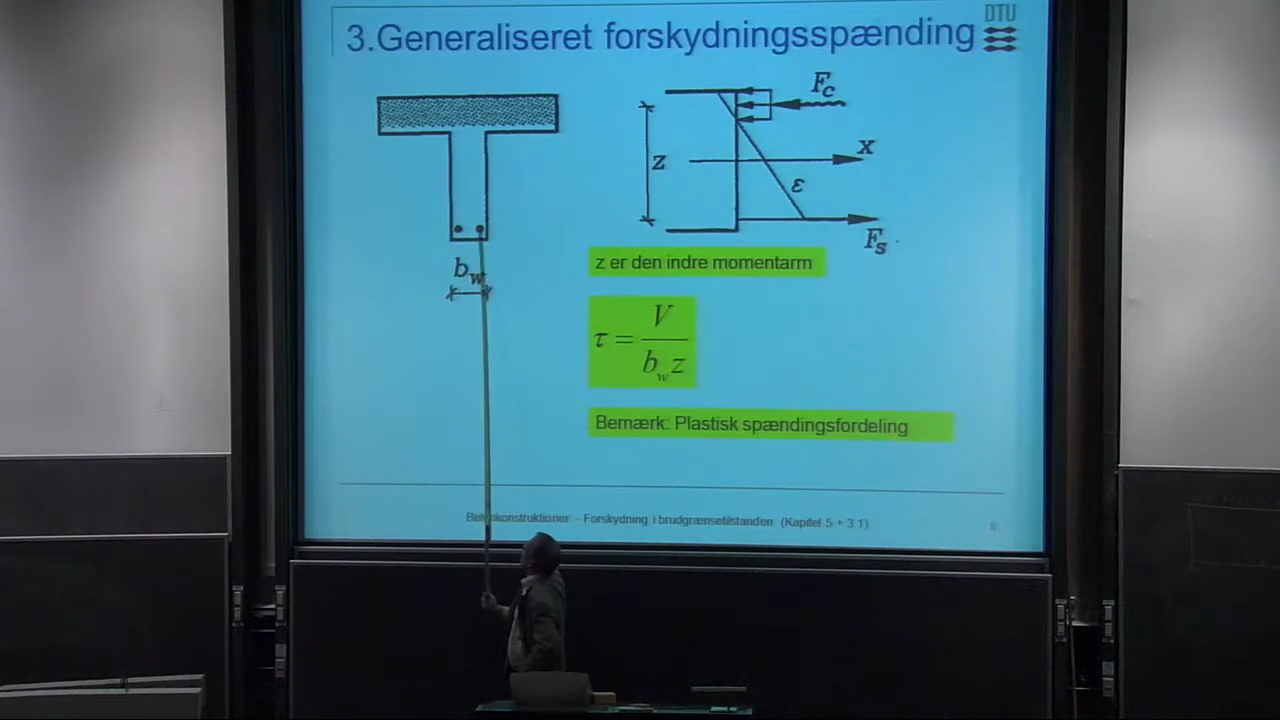 3.Generaliseret forskydningsspænding
DTU
F_c
x
z
ε
F_s
b_w
z er den indre momentarm
τ = V / b_w z
Bemærk: Plastisk spændingsfordeling
Betonkonstruktioner - Forskydning i brudgrænsetilstanden (Kapitel 5 + 3.1)